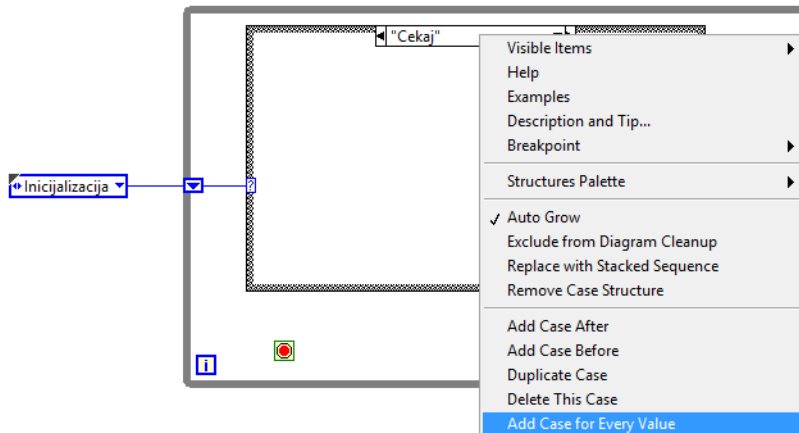 "Cekaj"
Visible Items
Help
Examples
Description and Tip...
Breakpoint
Structures Palette
Auto Grow
Exclude from Diagram Cleanup
Replace with Stacked Sequence
Remove Case Structure
Add Case After
Add Case Before
Duplicate Case
Delete This Case
Add Case for Every Value
Inicijalizacija
?
i